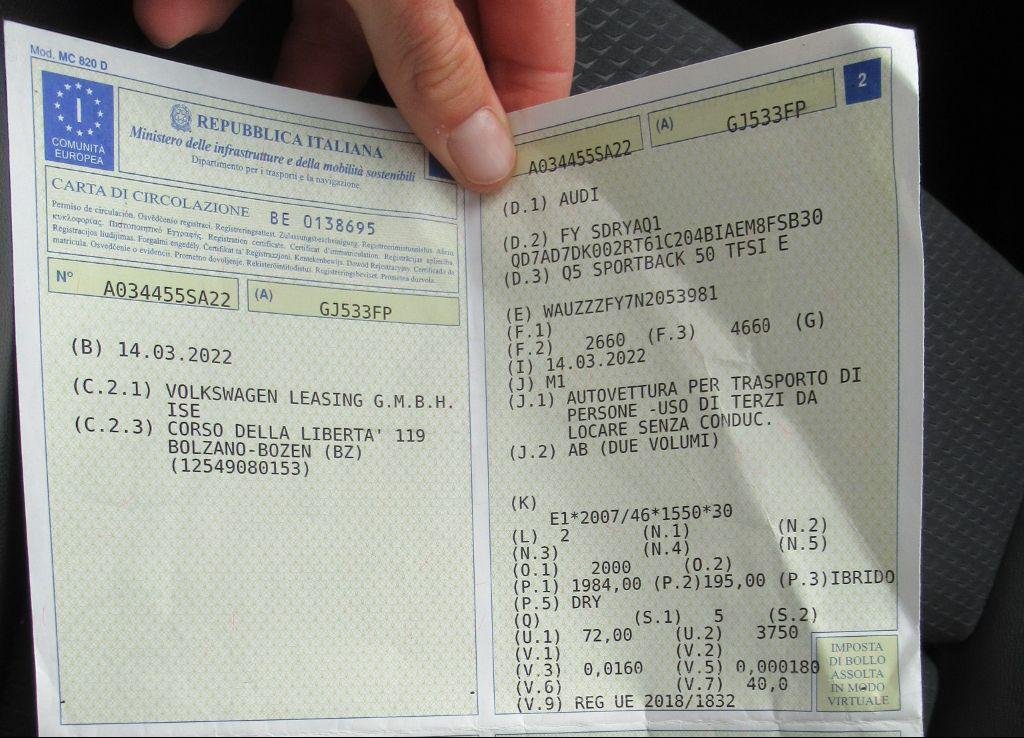 Mod. MC 820 D
I
COMUNITÀ
EUROPEA
REPUBBLICA ITALIANA
Ministero delle infrastrutture e della mobilità sostenibili
Dipartimento per i trasporti e la navigazione
CARTA DI CIRCOLAZIONE BE 0138695
Permiso de circulación. Osvědčenio registraci. Registreringsattest. Zulassungsbescheinigung.
N° A034455SA22 (A) GJ533FP
(B) 14.03.2022
(C.2.1) VOLKSWAGEN LEASING G.M.B.H.
ISE
(C.2.3) CORSO DELLA LIBERTA' 119
BOLZANO-BOZEN (BZ)
(12549080153)
2
A034455SA22 (A) GJ533FP
(D.1) AUDI
(D.2) FY SDRYAQ1
QD7AD7DK002RT61C204BIAEM8FSB30
(D.3) Q5 SPORTBACK 50 TFSI E
(E) WAUZZZFY7N2053981
(F.1)
(F.2) 2660 (F.3) 4660 (G)
(I) 14.03.2022
(J) M1
(J.1) AUTOVETTURA PER TRASPORTO DI
PERSONE -USO DI TERZI DA
LOCARE SENZA CONDUC.
(J.2) AB (DUE VOLUMI)
(K)
E1*2007/46*1550*30
(L) 2 (N.1) (N.2)
(N.3) (N.4) (N.5)
(O.1) 2000 (O.2)
(P.1) 1984,00 (P.2)195,00 (P.3)IBRIDO
(P.5) DRY
(Q) (S.1) 5 (S.2)
(U.1) 72,00 (U.2) 3750
(V.1) (V.2)
(V.3) 0,0160 (V.5) 0,000180
(V.6) (V.7) 40,0
(V.9) REG UE 2018/1832
IMPOSTA
DI BOLLO
ASSOLTA
IN MODO
VIRTUALE